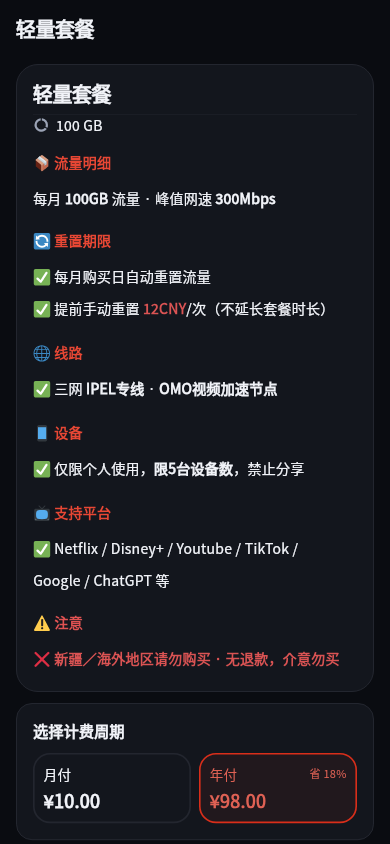 轻量套餐
轻量套餐
100 GB
流量明细
每月 100GB 流量 · 峰值网速 300Mbps
重置期限
每月购买日自动重置流量
提前手动重置 12CNY/次（不延长套餐时长）
线路
三网 IPEL专线 · OMO视频加速节点
设备
仅限个人使用，限5台设备数，禁止分享
支持平台
Netflix / Disney+ / Youtube / TikTok /
Google / ChatGPT 等
注意
新疆／海外地区请勿购买 · 无退款，介意勿买
选择计费周期
月付
¥10.00
年付 省 18%
¥98.00